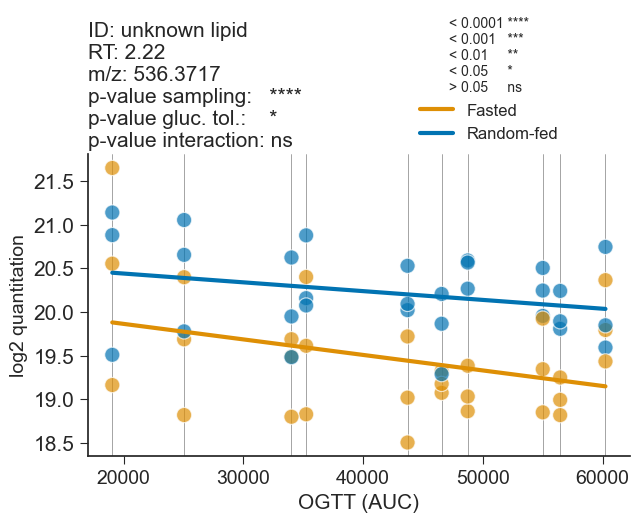 ID: unknown lipid
RT: 2.22
m/z: 536.3717
p-value sampling: ****
p-value gluc. tol.: *
p-value interaction: ns
< 0.0001 ****
< 0.001 ***
< 0.01 **
< 0.05 *
> 0.05 ns
Fasted
Random-fed
log2 quantitation
21.5
21.0
20.5
20.0
19.5
19.0
18.5
20000 30000 40000 50000 60000
OGTT (AUC)